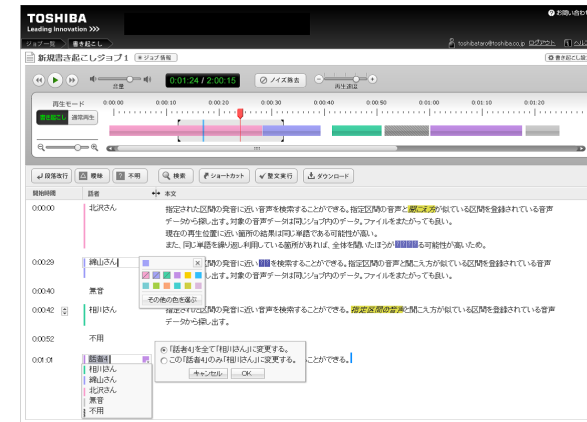 TOSHIBA
Leading Innovation >>>
ジョブ一覧 書き起こし
toshibataro@toshiba.co.jp ログアウト
新規書き起こしジョブ1 ジョブ情報
0:01:24 / 2:00:15 ノイズ除去
音量 再生速度
再生モード 0:00:00 0:00:10 0:00:20 0:00:30 0:00:40 0:00:50 0:01:00 0:01:10 0:01:20
書き起こし 通常再生
段落改行 曖昧 ? 不明 検索 ショートカット 整文実行 ダウンロード
開始時間 話者 本文
0:00:00 北沢さん 指定された区間の発音に近い音を検索することができる。指定区間の音声と聞こえ方が似ている区間を登録されている音声
データから探し出す。対象の音声データは同じジョブ内のデータ。ファイルをまたがっても良い。
現在の再生位置に近い箇所の結果は同じ単語である可能性が高い。
また、同じ単語を繰り返し利用している箇所があれば、全体を聞いたほうが 可能性が高いため。
0:00:29 綿山さん 間の発音に近い を検索することができる。指定区間の音声と聞こえ方が似ている区間を登録されている音声
し出す。対象の音声データは同じジョブ内のデータ。ファイルをまたがっても良い。
その他の色を選ぶ
0:00:40 無音
0:00:42 相川さん 指定された区間の発音に近い音を検索することができる。指定区間の音声と聞こえ方が似ている区間を登録されている音声
データから探し出す。
0:00:52 不用
0:01:01 話者4 ことができる。
「話者4」を全て「相川さん」に変更する。
この「話者4」のみ「相川さん」に変更する。
キャンセル OK
相川さん
綿山さん
北沢さん
無音
不用